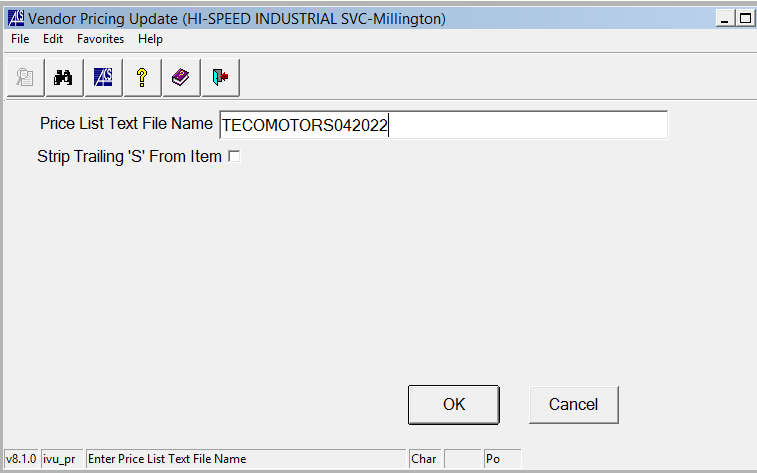 Vendor Pricing Update (HI-SPEED INDUSTRIAL SVC-Millington)
File Edit Favorites Help
Price List Text File Name TECOMOTORS042022
Strip Trailing 'S' From Item
OK Cancel
v8.1.0 ivu_pr Enter Price List Text File Name Char Po